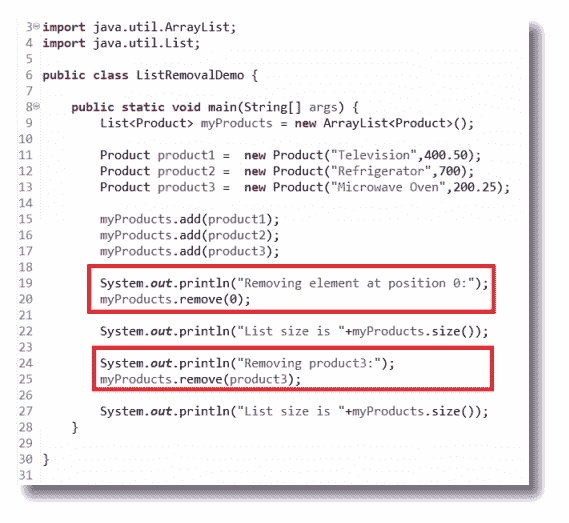 3 import java.util.ArrayList;
4 import java.util.List;
5
6 public class ListRemovalDemo {
7
8     public static void main(String[] args) {
9         List<Product> myProducts = new ArrayList<Product>();
10
11         Product product1 =  new Product("Television",400.50);
12         Product product2 =  new Product("Refrigerator",700);
13         Product product3 =  new Product("Microwave Oven",200.25);
14
15         myProducts.add(product1);
16         myProducts.add(product2);
17         myProducts.add(product3);
18
19         System.out.println("Removing element at position 0:");
20         myProducts.remove(0);
21
22         System.out.println("List size is "+myProducts.size());
23
24         System.out.println("Removing product3:");
25         myProducts.remove(product3);
26
27         System.out.println("List size is "+myProducts.size());
28     }
29
30 }
31